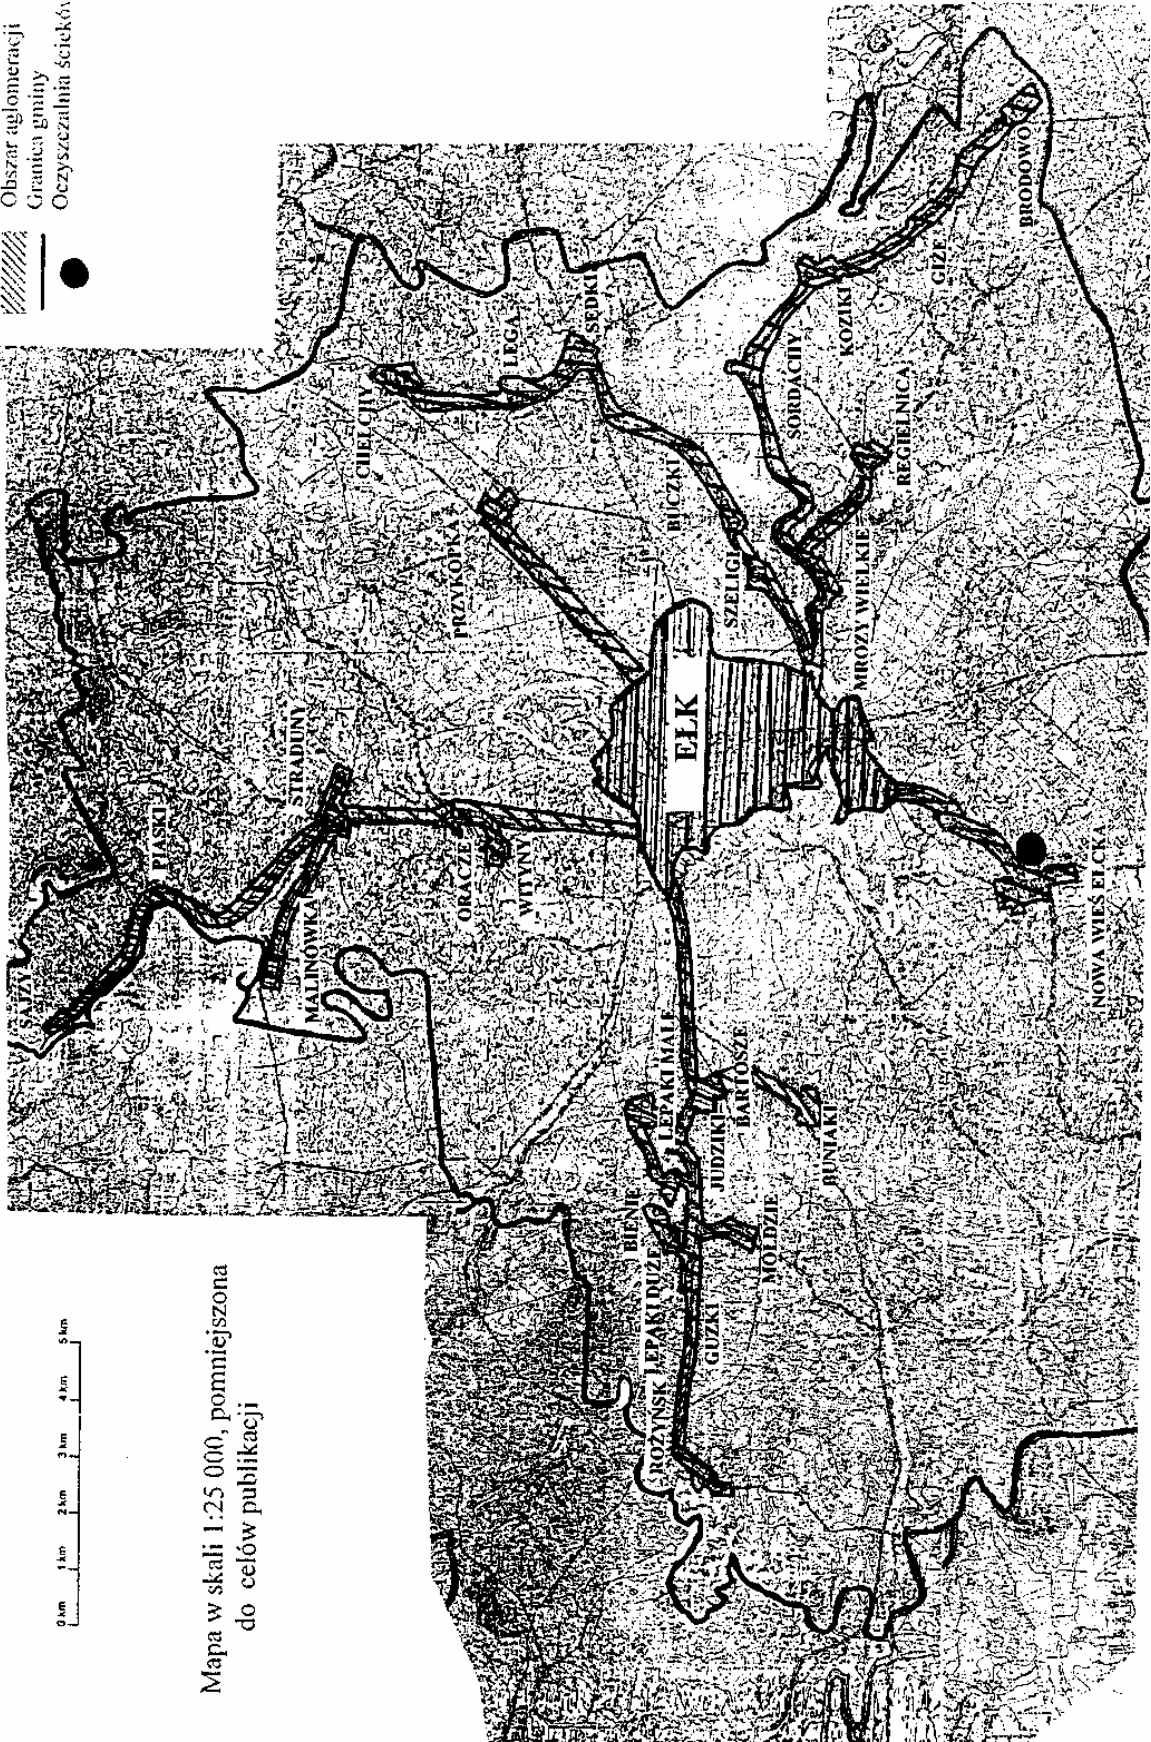 Obszar aglomeracji
Granica gminy
Oczyszczalnia ścieków
SAJZY
PIASKI
MALINÓWKA
STRADUNY
ORACZE
WITYNY
PRZYKOPKA
CHEŁCHY
ŁĘGA
SĘDKI
BUCZKI
SZELIGI
EŁK
SORDACHY
KOZIKI
GIZE
BRODOWO
REGIELNICA
MROZY WIELKIE
NOWA WIEŚ EŁCKA
BARTOSZE
JUDZIKI
BUNIAKI
LEPAKI MAŁE
BIENIE
MOŁDZIE
LEPAKI DUŻE
GUZKI
ROŻYŃSK
0 km 1 km 2 km 3 km 4 km 5 km
Mapa w skali 1:25 000, pomniejszona
do celów publikacji